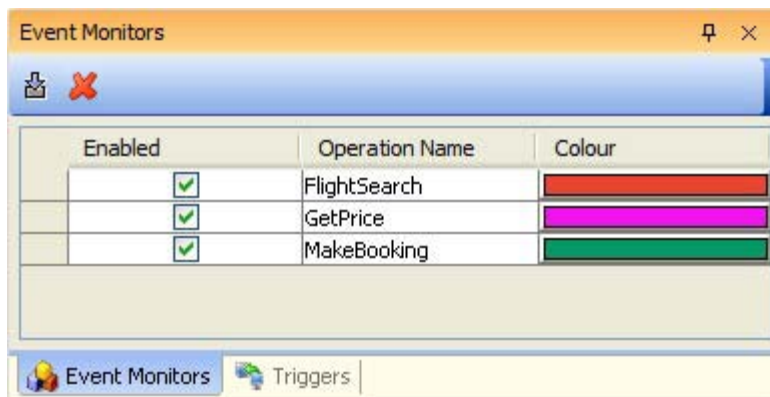 Event Monitors
Enabled Operation Name Colour
FlightSearch
GetPrice
MakeBooking
Event Monitors Triggers